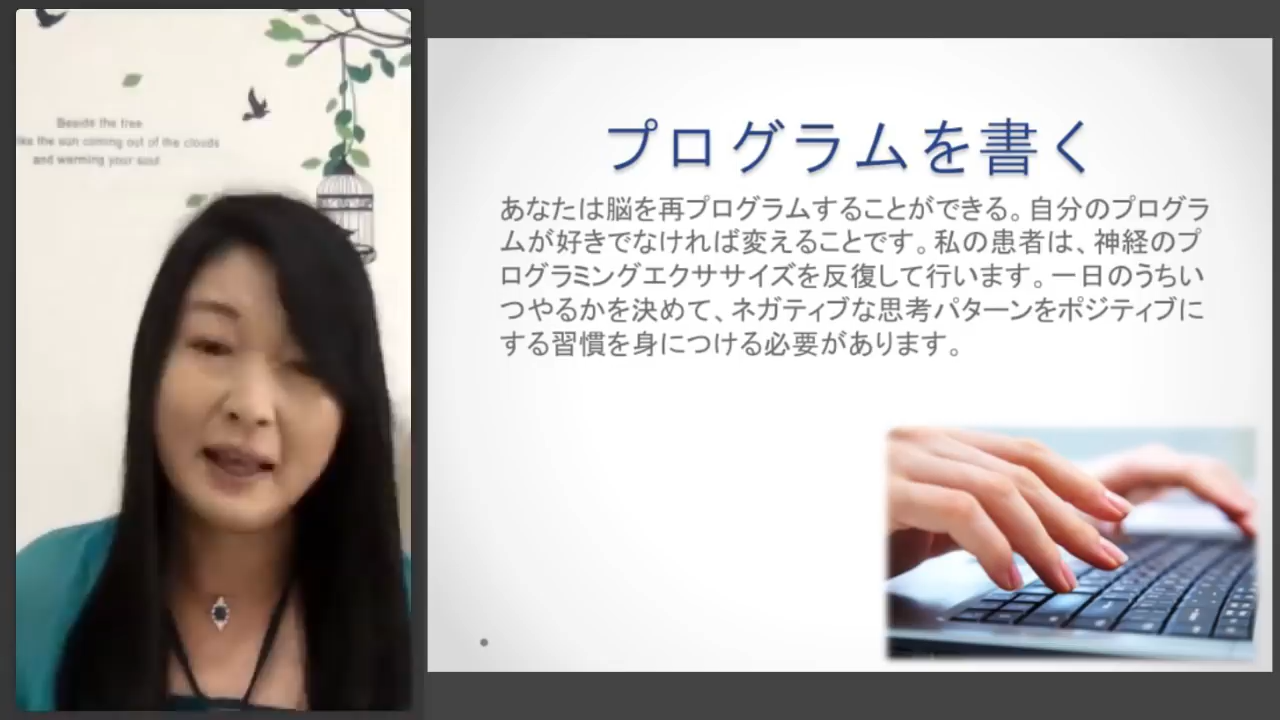 Beside the tree
like the sun coming out of the clouds
and warming your soul
プログラムを書く
あなたは脳を再プログラムすることができる。自分のプログラ
ムが好きでなければ変えることです。私の患者は、神経のプ
ログラミングエクササイズを反復して行います。一日のうちい
つやるかを決めて、ネガティブな思考パターンをポジティブに
する習慣を身につける必要があります。